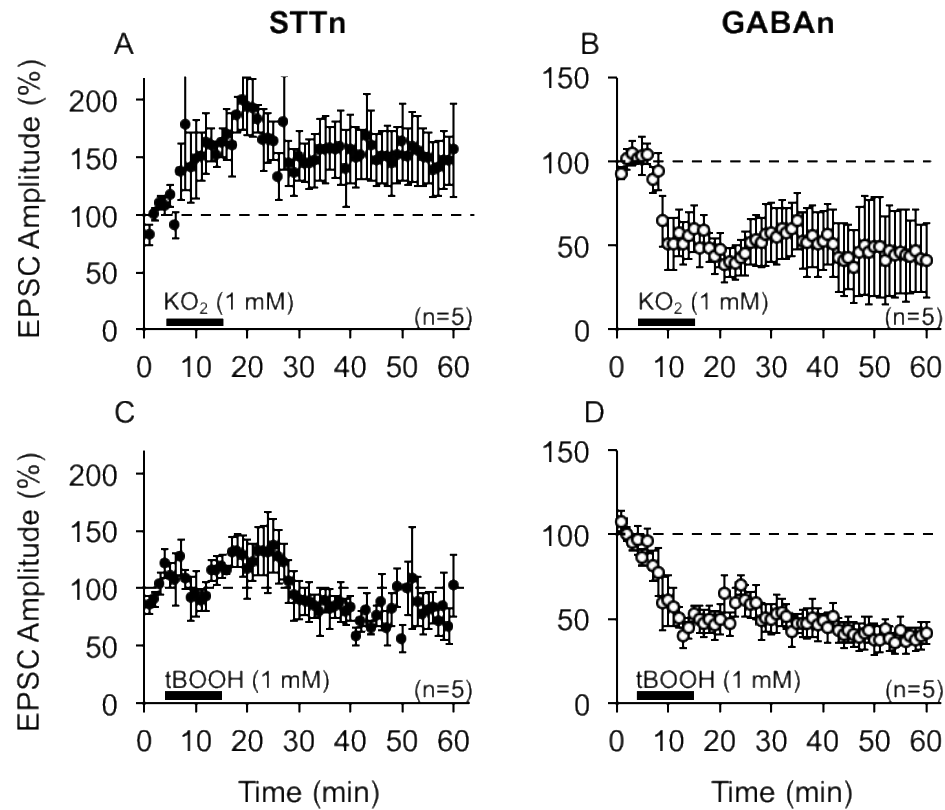 STTn
GABAn
A
B
EPSC Amplitude (%)
200
150
100
50
0
KO₂ (1 mM)
(n=5)
0 10 20 30 40 50 60
150
100
50
0
KO₂ (1 mM)
(n=5)
0 10 20 30 40 50 60
C
D
EPSC Amplitude (%)
200
150
100
50
0
tBOOH (1 mM)
(n=5)
0 10 20 30 40 50 60
Time (min)
150
100
50
0
tBOOH (1 mM)
(n=5)
0 10 20 30 40 50 60
Time (min)